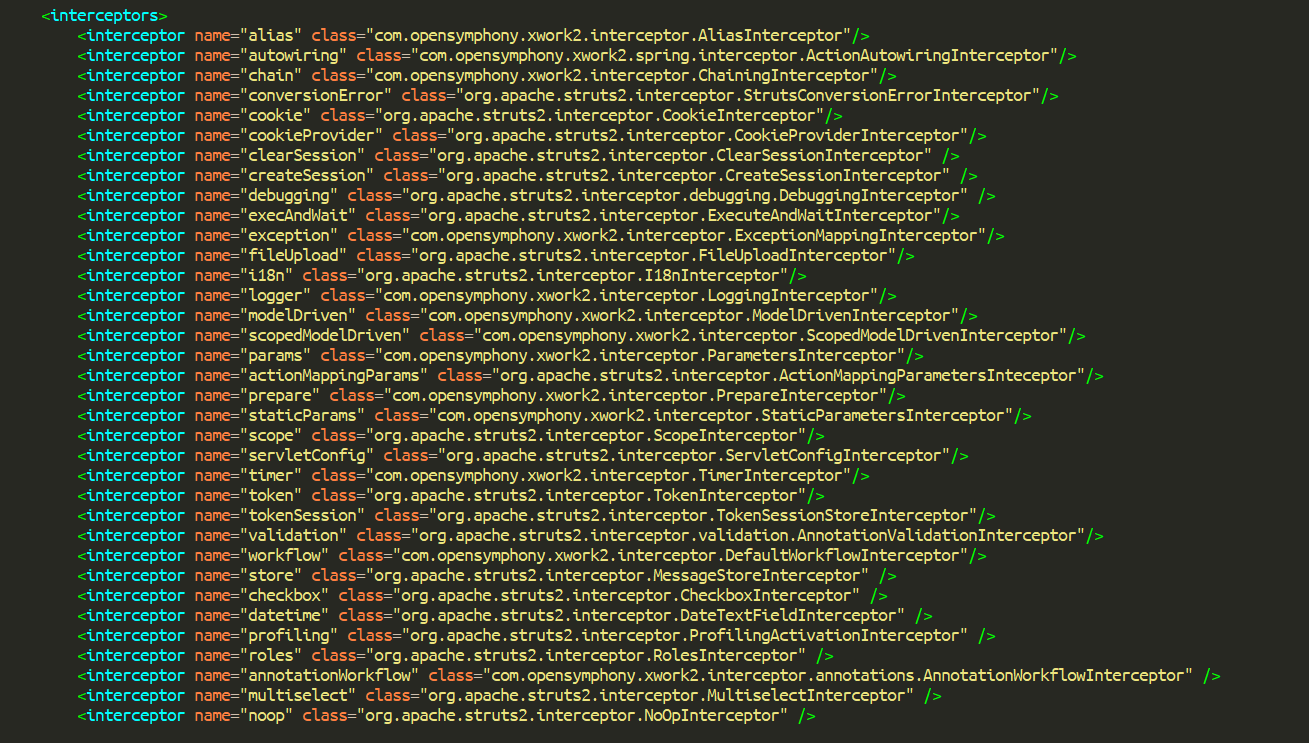 <interceptors>
<interceptor name="alias" class="com.opensymphony.xwork2.interceptor.AliasInterceptor"/>
<interceptor name="autowiring" class="com.opensymphony.xwork2.spring.interceptor.ActionAutowiringInterceptor"/>
<interceptor name="chain" class="com.opensymphony.xwork2.interceptor.ChainingInterceptor"/>
<interceptor name="conversionError" class="org.apache.struts2.interceptor.StrutsConversionErrorInterceptor"/>
<interceptor name="cookie" class="org.apache.struts2.interceptor.CookieInterceptor"/>
<interceptor name="cookieProvider" class="org.apache.struts2.interceptor.CookieProviderInterceptor"/>
<interceptor name="clearSession" class="org.apache.struts2.interceptor.ClearSessionInterceptor" />
<interceptor name="createSession" class="org.apache.struts2.interceptor.CreateSessionInterceptor" />
<interceptor name="debugging" class="org.apache.struts2.interceptor.debugging.DebuggingInterceptor" />
<interceptor name="execAndWait" class="org.apache.struts2.interceptor.ExecuteAndWaitInterceptor"/>
<interceptor name="exception" class="com.opensymphony.xwork2.interceptor.ExceptionMappingInterceptor"/>
<interceptor name="fileUpload" class="org.apache.struts2.interceptor.FileUploadInterceptor"/>
<interceptor name="i18n" class="org.apache.struts2.interceptor.I18nInterceptor"/>
<interceptor name="logger" class="com.opensymphony.xwork2.interceptor.LoggingInterceptor"/>
<interceptor name="modelDriven" class="com.opensymphony.xwork2.interceptor.ModelDrivenInterceptor"/>
<interceptor name="scopedModelDriven" class="com.opensymphony.xwork2.interceptor.ScopedModelDrivenInterceptor"/>
<interceptor name="params" class="com.opensymphony.xwork2.interceptor.ParametersInterceptor"/>
<interceptor name="actionMappingParams" class="org.apache.struts2.interceptor.ActionMappingParametersInteceptor"/>
<interceptor name="prepare" class="com.opensymphony.xwork2.interceptor.PrepareInterceptor"/>
<interceptor name="staticParams" class="com.opensymphony.xwork2.interceptor.StaticParametersInterceptor"/>
<interceptor name="scope" class="org.apache.struts2.interceptor.ScopeInterceptor"/>
<interceptor name="servletConfig" class="org.apache.struts2.interceptor.ServletConfigInterceptor"/>
<interceptor name="timer" class="com.opensymphony.xwork2.interceptor.TimerInterceptor"/>
<interceptor name="token" class="org.apache.struts2.interceptor.TokenInterceptor"/>
<interceptor name="tokenSession" class="org.apache.struts2.interceptor.TokenSessionStoreInterceptor"/>
<interceptor name="validation" class="org.apache.struts2.interceptor.validation.AnnotationValidationInterceptor"/>
<interceptor name="workflow" class="com.opensymphony.xwork2.interceptor.DefaultWorkflowInterceptor"/>
<interceptor name="store" class="org.apache.struts2.interceptor.MessageStoreInterceptor" />
<interceptor name="checkbox" class="org.apache.struts2.interceptor.CheckboxInterceptor" />
<interceptor name="datetime" class="org.apache.struts2.interceptor.DateTextFieldInterceptor" />
<interceptor name="profiling" class="org.apache.struts2.interceptor.ProfilingActivationInterceptor" />
<interceptor name="roles" class="org.apache.struts2.interceptor.RolesInterceptor" />
<interceptor name="annotationWorkflow" class="com.opensymphony.xwork2.interceptor.annotations.AnnotationWorkflowInterceptor" />
<interceptor name="multiselect" class="org.apache.struts2.interceptor.MultiselectInterceptor" />
<interceptor name="noop" class="org.apache.struts2.interceptor.NoOpInterceptor" />